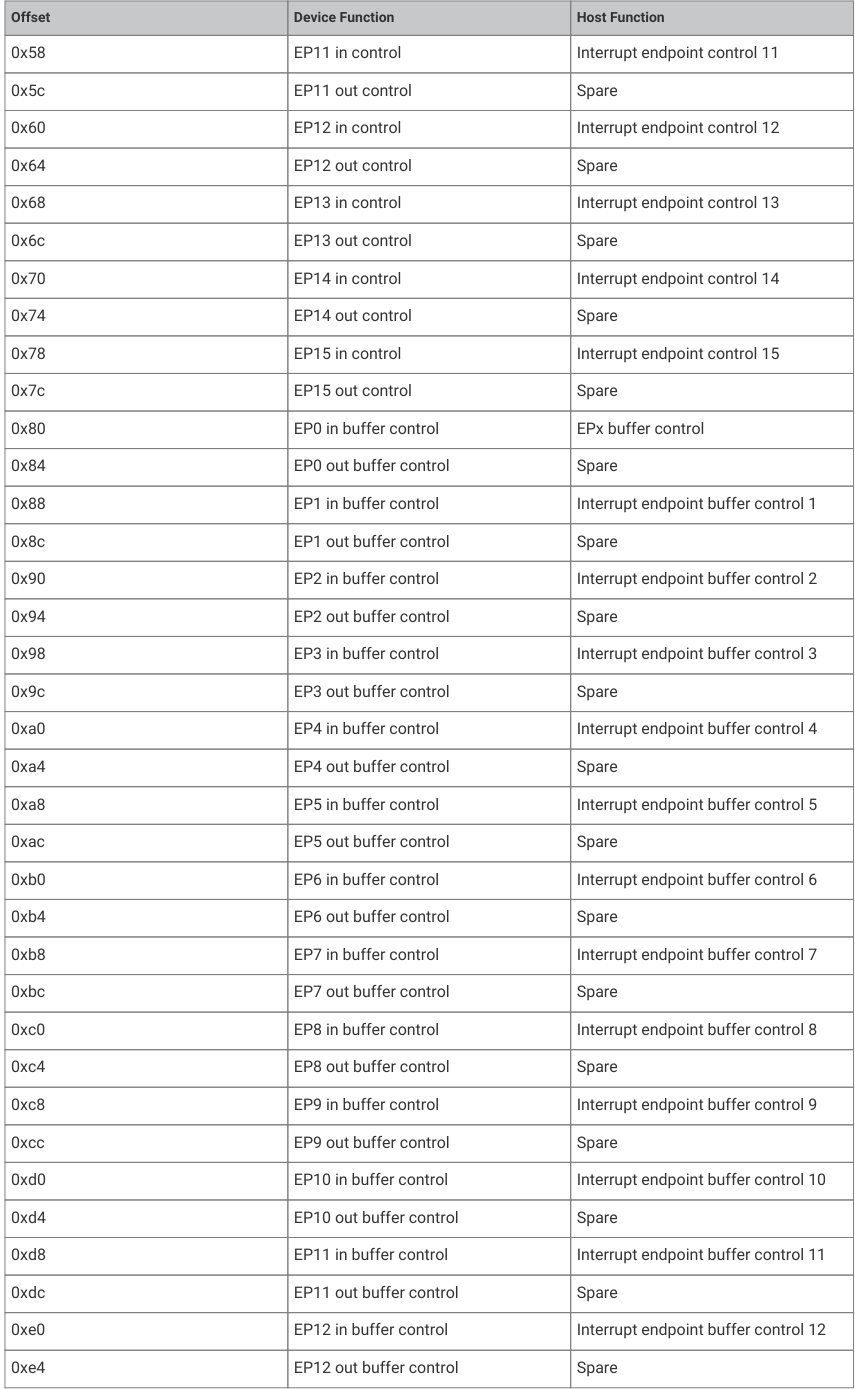 Offset Device Function Host Function
0x58 EP11 in control Interrupt endpoint control 11
0x5c EP11 out control Spare
0x60 EP12 in control Interrupt endpoint control 12
0x64 EP12 out control Spare
0x68 EP13 in control Interrupt endpoint control 13
0x6c EP13 out control Spare
0x70 EP14 in control Interrupt endpoint control 14
0x74 EP14 out control Spare
0x78 EP15 in control Interrupt endpoint control 15
0x7c EP15 out control Spare
0x80 EP0 in buffer control EPx buffer control
0x84 EP0 out buffer control Spare
0x88 EP1 in buffer control Interrupt endpoint buffer control 1
0x8c EP1 out buffer control Spare
0x90 EP2 in buffer control Interrupt endpoint buffer control 2
0x94 EP2 out buffer control Spare
0x98 EP3 in buffer control Interrupt endpoint buffer control 3
0x9c EP3 out buffer control Spare
0xa0 EP4 in buffer control Interrupt endpoint buffer control 4
0xa4 EP4 out buffer control Spare
0xa8 EP5 in buffer control Interrupt endpoint buffer control 5
0xac EP5 out buffer control Spare
0xb0 EP6 in buffer control Interrupt endpoint buffer control 6
0xb4 EP6 out buffer control Spare
0xb8 EP7 in buffer control Interrupt endpoint buffer control 7
0xbc EP7 out buffer control Spare
0xc0 EP8 in buffer control Interrupt endpoint buffer control 8
0xc4 EP8 out buffer control Spare
0xc8 EP9 in buffer control Interrupt endpoint buffer control 9
0xcc EP9 out buffer control Spare
0xd0 EP10 in buffer control Interrupt endpoint buffer control 10
0xd4 EP10 out buffer control Spare
0xd8 EP11 in buffer control Interrupt endpoint buffer control 11
0xdc EP11 out buffer control Spare
0xe0 EP12 in buffer control Interrupt endpoint buffer control 12
0xe4 EP12 out buffer control Spare